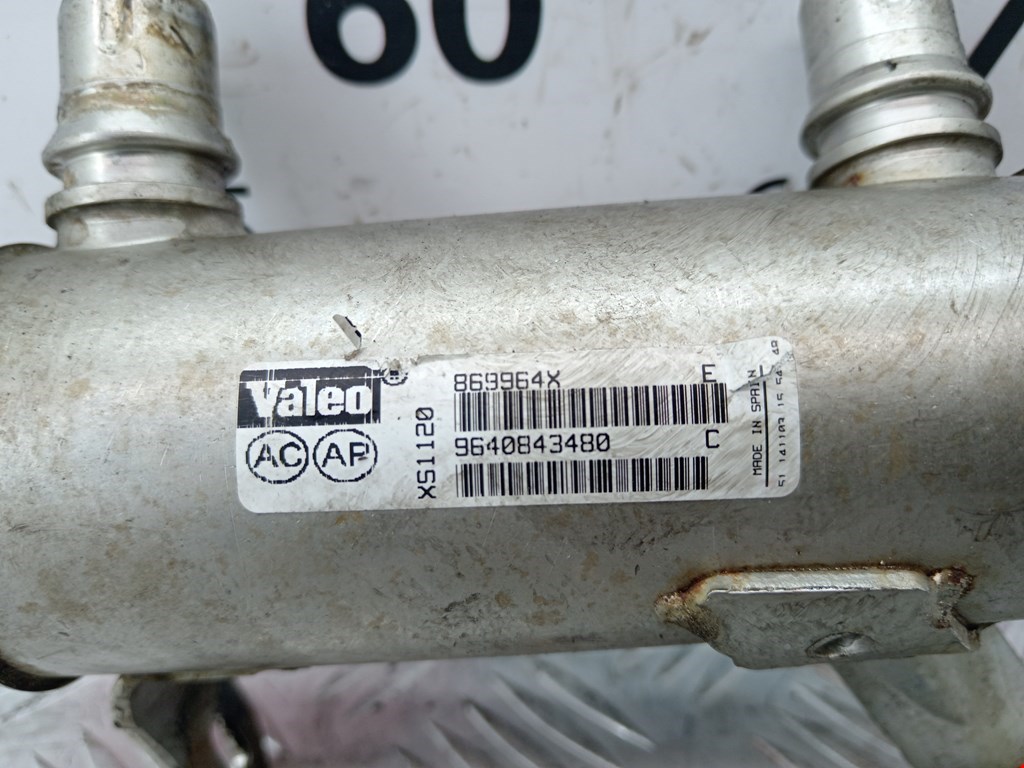 60
Valeo®
AC AP
XS1120
869964X E
9640843480 C
MADE IN SPAIN